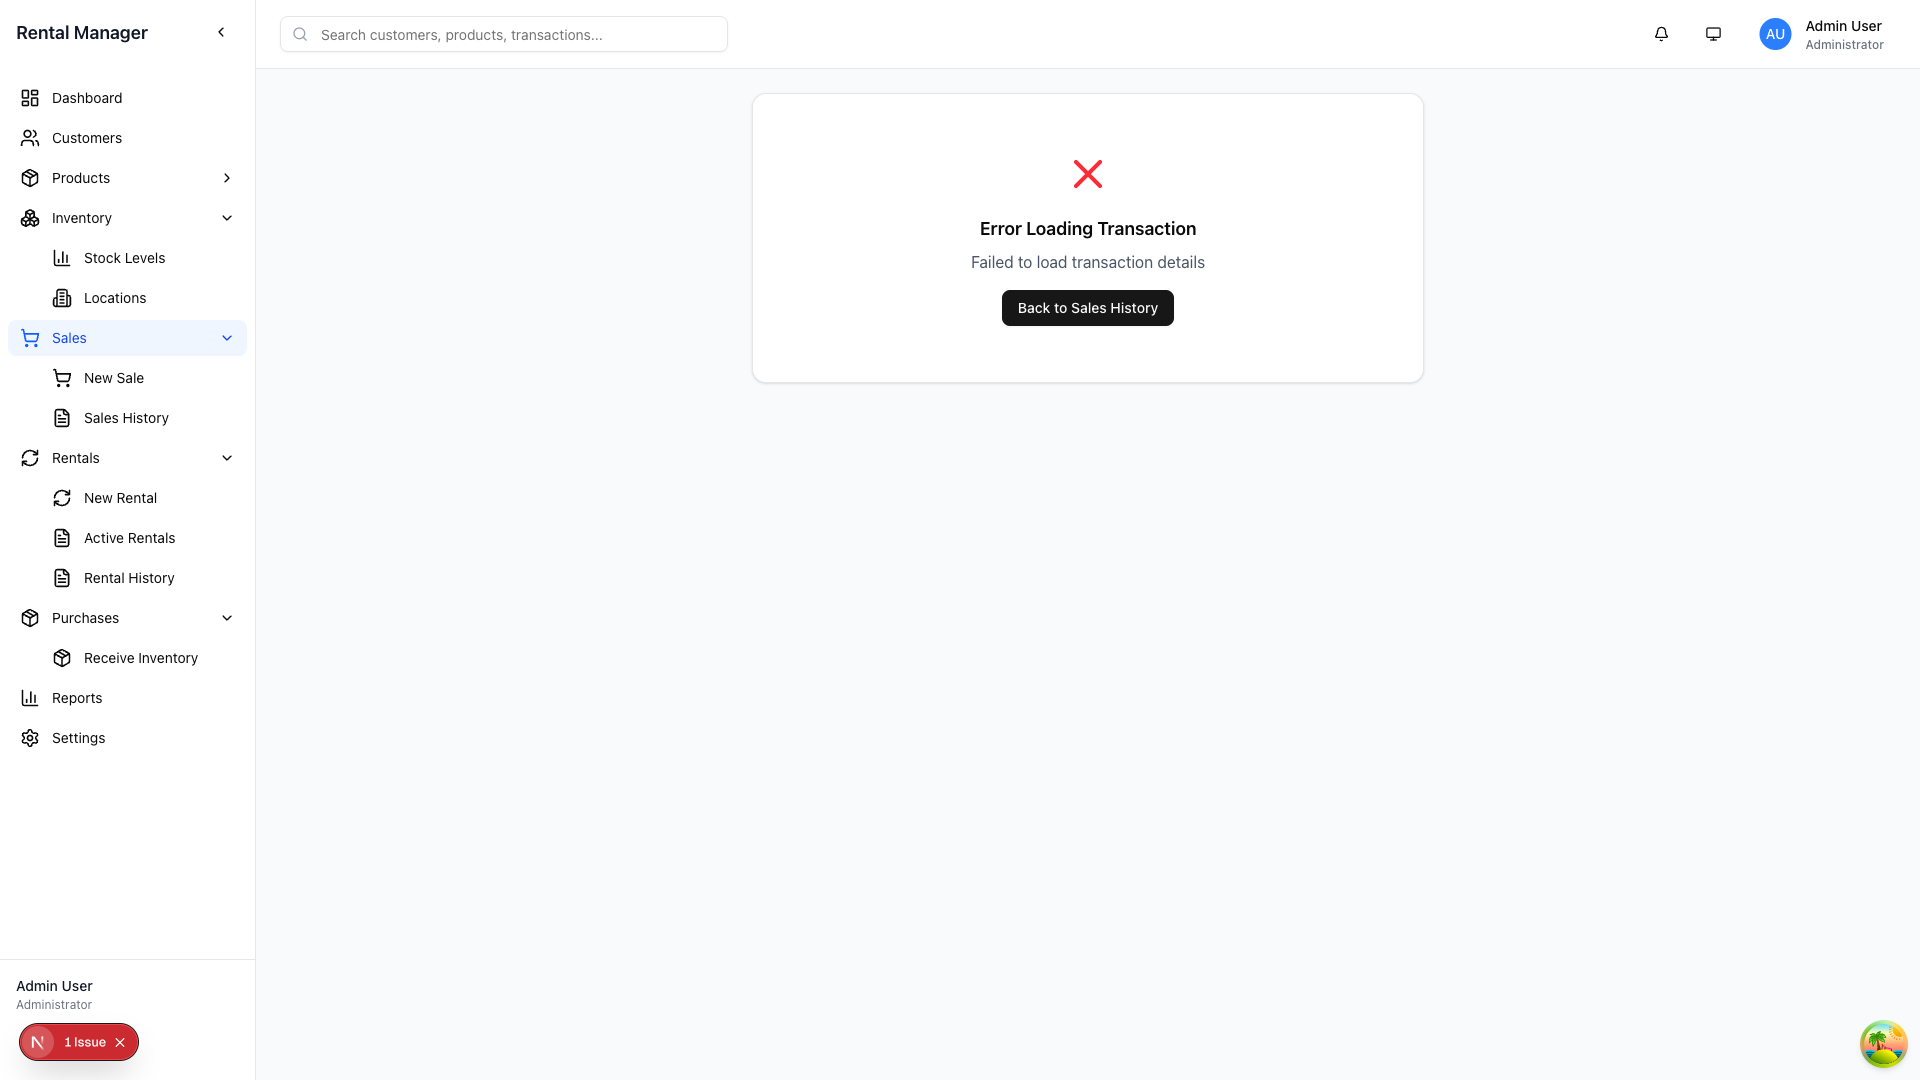 Rental Manager
Search customers, products, transactions...
AU
Admin User
Administrator
Dashboard
Customers
Products
Inventory
Stock Levels
Locations
Sales
New Sale
Sales History
Rentals
New Rental
Active Rentals
Rental History
Purchases
Receive Inventory
Reports
Settings
Error Loading Transaction
Failed to load transaction details
Back to Sales History
Admin User
Administrator
N 1 Issue